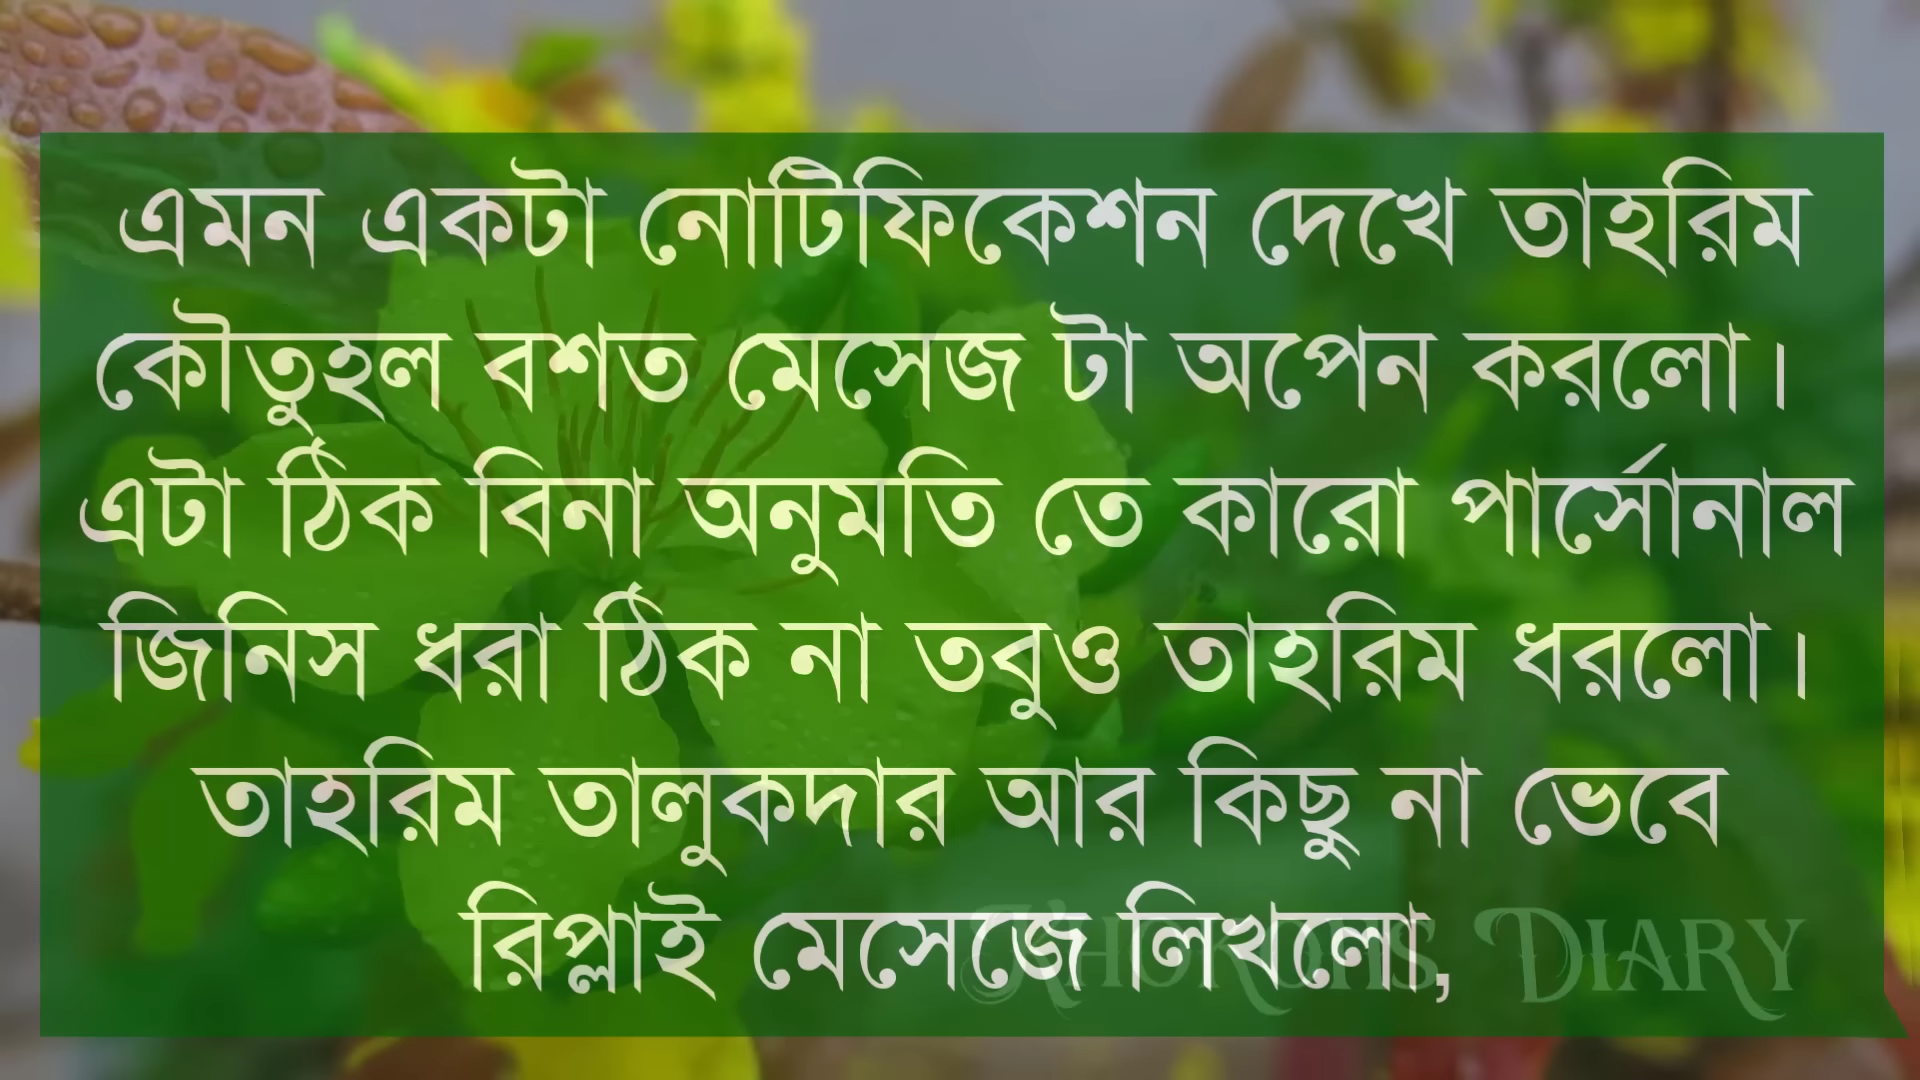 এমন একটা নোটিফিকেশন দেখে তাহরিম
কৌতুহল বশত মেসেজ টা অপেন করলো।
এটা ঠিক বিনা অনুমতি তে কারো পার্সোনাল
জিনিস ধরা ঠিক না তবুও তাহরিম ধরলো।
তাহরিম তালুকদার আর কিছু না ভেবে
রিপ্লাই মেসেজে লিখলো,
DIARY